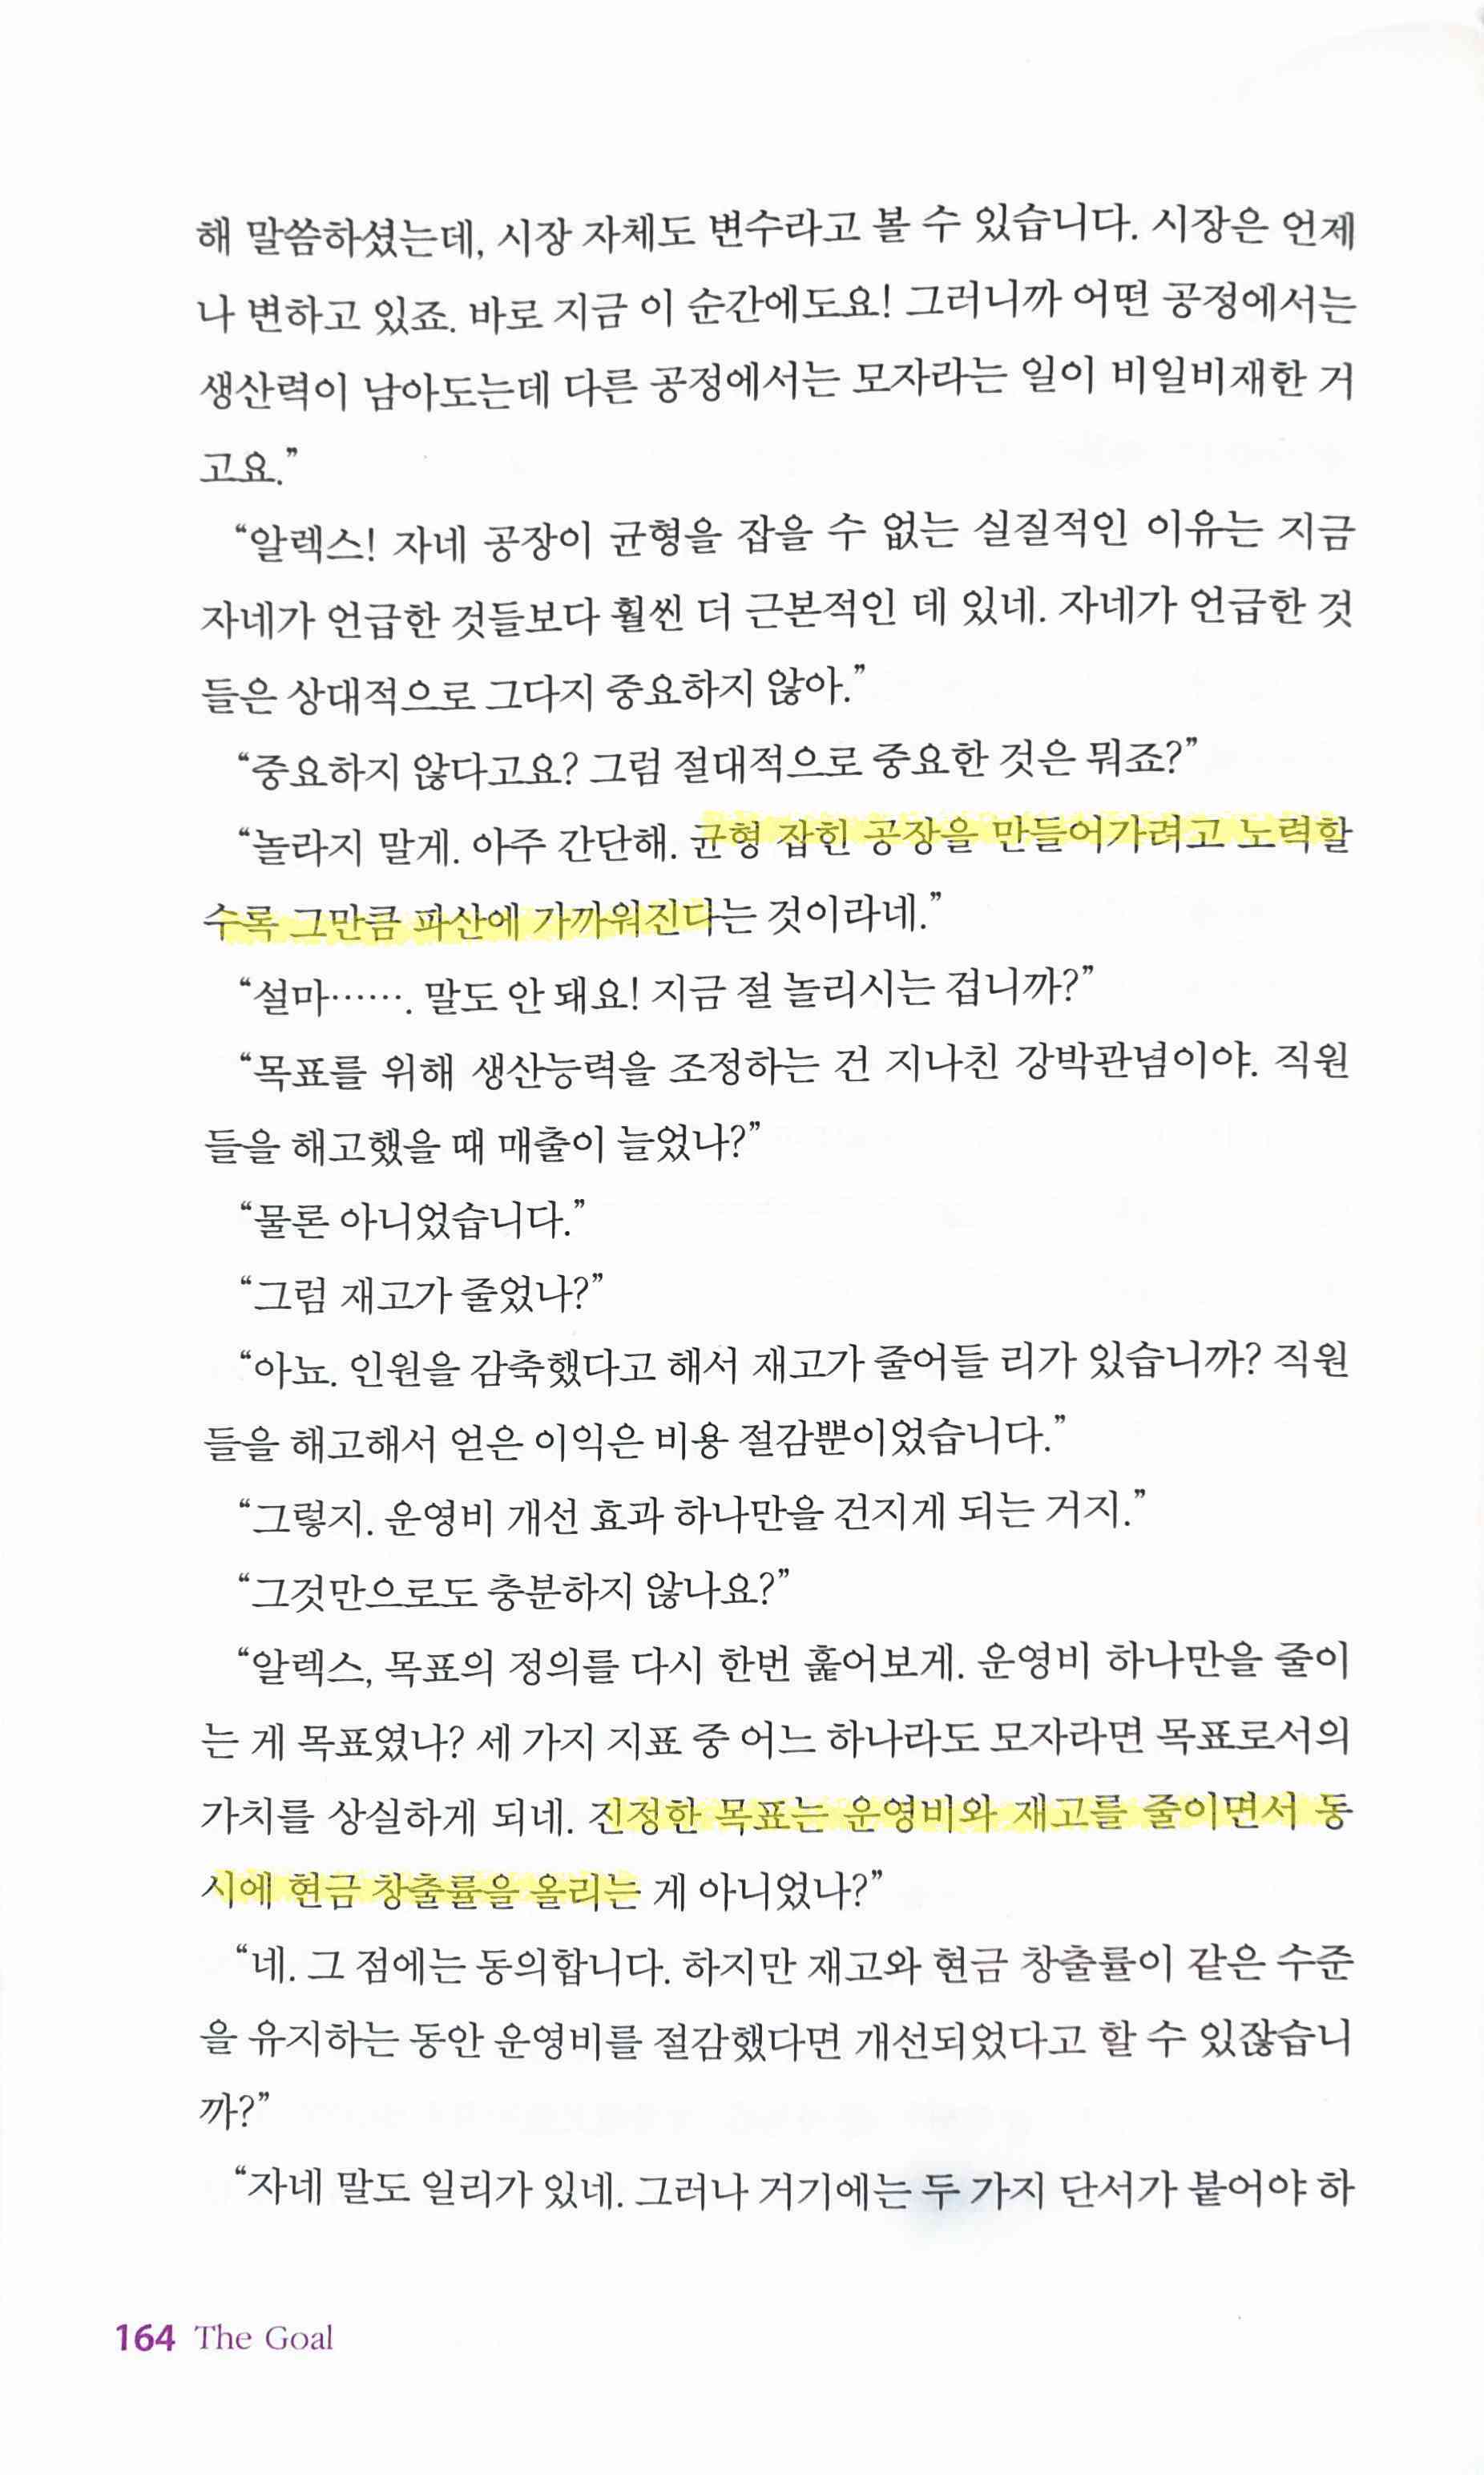 해 말씀하셨는데, 시장 자체도 변수라고 볼 수 있습니다. 시장은 언제
나 변하고 있죠. 바로 지금 이 순간에도요! 그러니까 어떤 공정에서는
생산력이 남아도는데 다른 공정에서는 모자라는 일이 비일비재한 거
고요.”
“알렉스! 자네 공장이 균형을 잡을 수 없는 실질적인 이유는 지금
자네가 언급한 것들보다 훨씬 더 근본적인 데 있네. 자네가 언급한 것
들은 상대적으로 그다지 중요하지 않아.”
“중요하지 않다고요? 그럼 절대적으로 중요한 것은 뭐죠?”
“놀라지 말게. 아주 간단해. 균형 잡힌 공장을 만들어가려고 노력할
수록 그만큼 파산에 가까워진다는 것이라네.”
“설마……. 말도 안 돼요! 지금 절 놀리시는 겁니까?”
“목표를 위해 생산능력을 조정하는 건 지나친 강박관념이야. 직원
들을 해고했을 때 매출이 늘었나?”
“물론 아니었습니다.”
“그럼 재고가 줄었나?”
“아뇨. 인원을 감축했다고 해서 재고가 줄어들 리가 있습니까? 직원
들을 해고해서 얻은 이익은 비용 절감뿐이었습니다.”
“그렇지. 운영비 개선 효과 하나만을 건지게 되는 거지.”
“그것만으로도 충분하지 않나요?”
“알렉스, 목표의 정의를 다시 한번 훑어보게. 운영비 하나만을 줄이
는 게 목표였나? 세 가지 지표 중 어느 하나라도 모자라면 목표로서의
가치를 상실하게 되네. 진정한 목표는 운영비와 재고를 줄이면서 동
시에 현금 창출률을 올리는 게 아니었나?”
“네. 그 점에는 동의합니다. 하지만 재고와 현금 창출률이 같은 수준
을 유지하는 동안 운영비를 절감했다면 개선되었다고 할 수 있잖습니
까?”
“자네 말도 일리가 있네. 그러나 거기에는 두 가지 단서가 붙어야 하
164 The Goal